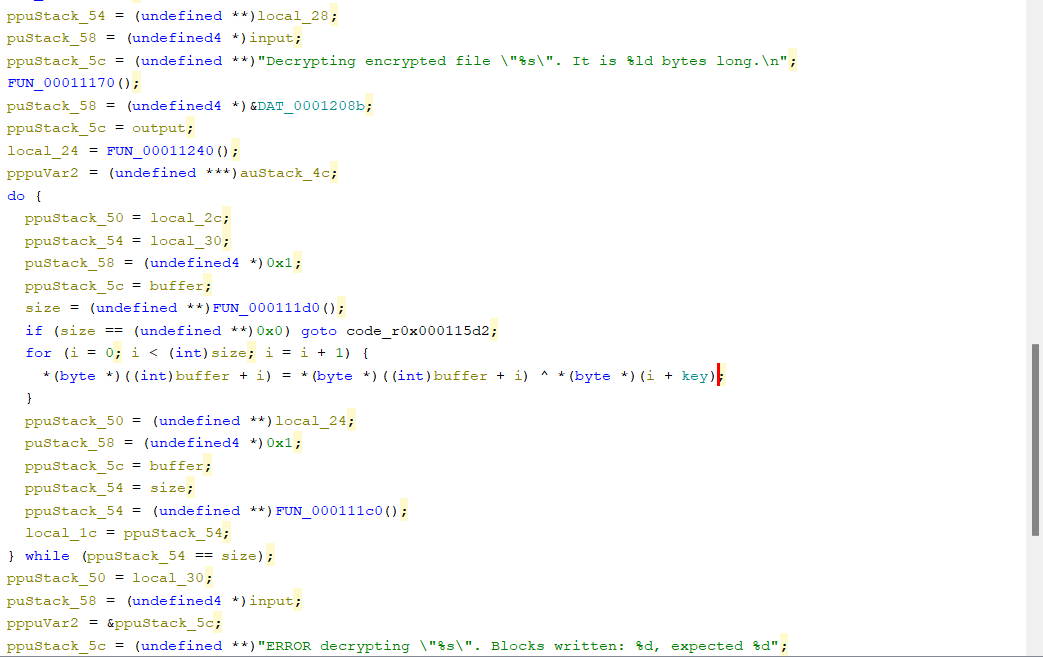 ppuStack_54 = (undefined **)local_28;
puStack_58 = (undefined4 *)input;
ppuStack_5c = (undefined **)"Decrypting encrypted file \"%s\". It is %ld bytes long.\n";
FUN_00011170();
puStack_58 = (undefined4 *)&DAT_0001208b;
ppuStack_5c = output;
local_24 = FUN_00011240();
pppuVar2 = (undefined ***)auStack_4c;
do {
ppuStack_50 = local_2c;
ppuStack_54 = local_30;
puStack_58 = (undefined4 *)0x1;
ppuStack_5c = buffer;
size = (undefined **)FUN_000111d0();
if (size == (undefined **)0x0) goto code_r0x000115d2;
for (i = 0; i < (int)size; i = i + 1) {
*(byte *)((int)buffer + i) = *(byte *)((int)buffer + i) ^ *(byte *)(i + key);
}
ppuStack_50 = (undefined **)local_24;
puStack_58 = (undefined4 *)0x1;
ppuStack_5c = buffer;
ppuStack_54 = size;
ppuStack_54 = (undefined **)FUN_000111c0();
local_1c = ppuStack_54;
} while (ppuStack_54 == size);
ppuStack_50 = local_30;
puStack_58 = (undefined4 *)input;
pppuVar2 = &ppuStack_5c;
ppuStack_5c = (undefined **)"ERROR decrypting \"%s\". Blocks written: %d, expected %d";